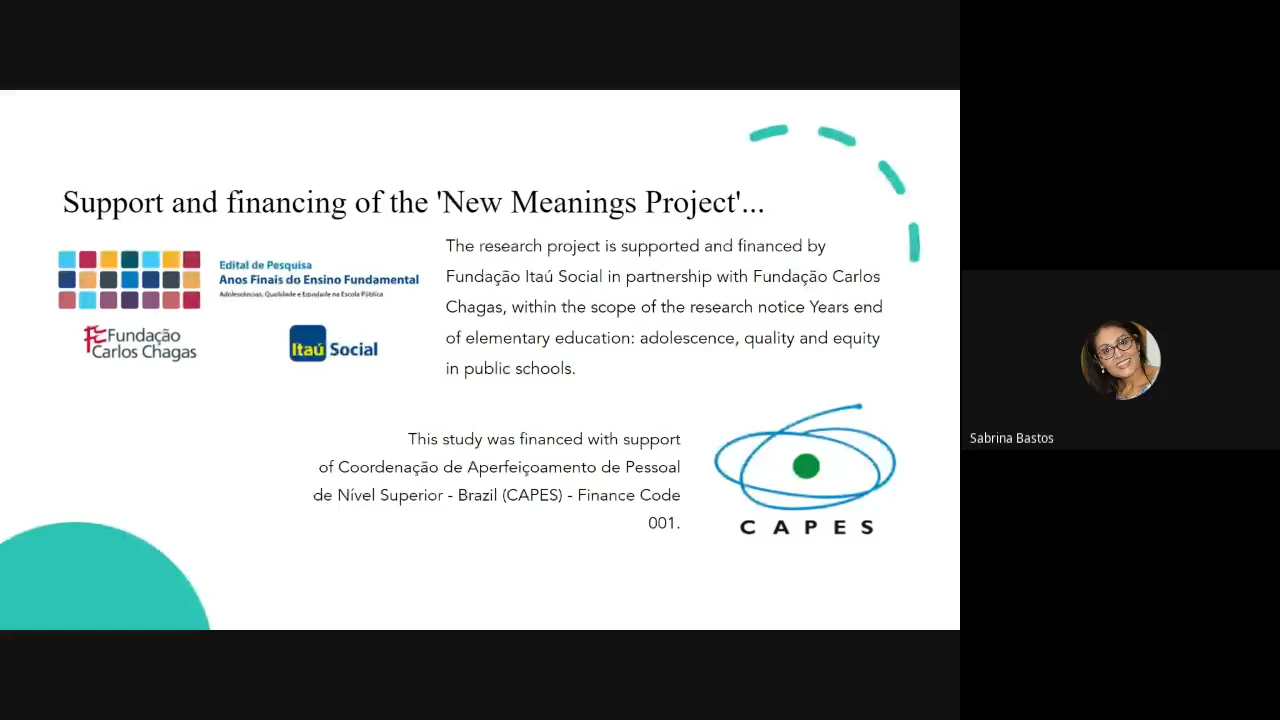 Support and financing of the 'New Meanings Project'...
Edital de Pesquisa
Anos Finais do Ensino Fundamental
Adolescências, Qualidade e Equidade na Escola Pública
Fundação
Carlos Chagas
Itaú Social
The research project is supported and financed by
Fundação Itaú Social in partnership with Fundação Carlos
Chagas, within the scope of the research notice Years end
of elementary education: adolescence, quality and equity
in public schools.
This study was financed with support
of Coordenação de Aperfeiçoamento de Pessoal
de Nível Superior - Brazil (CAPES) - Finance Code
001.
CAPES
Sabrina Bastos